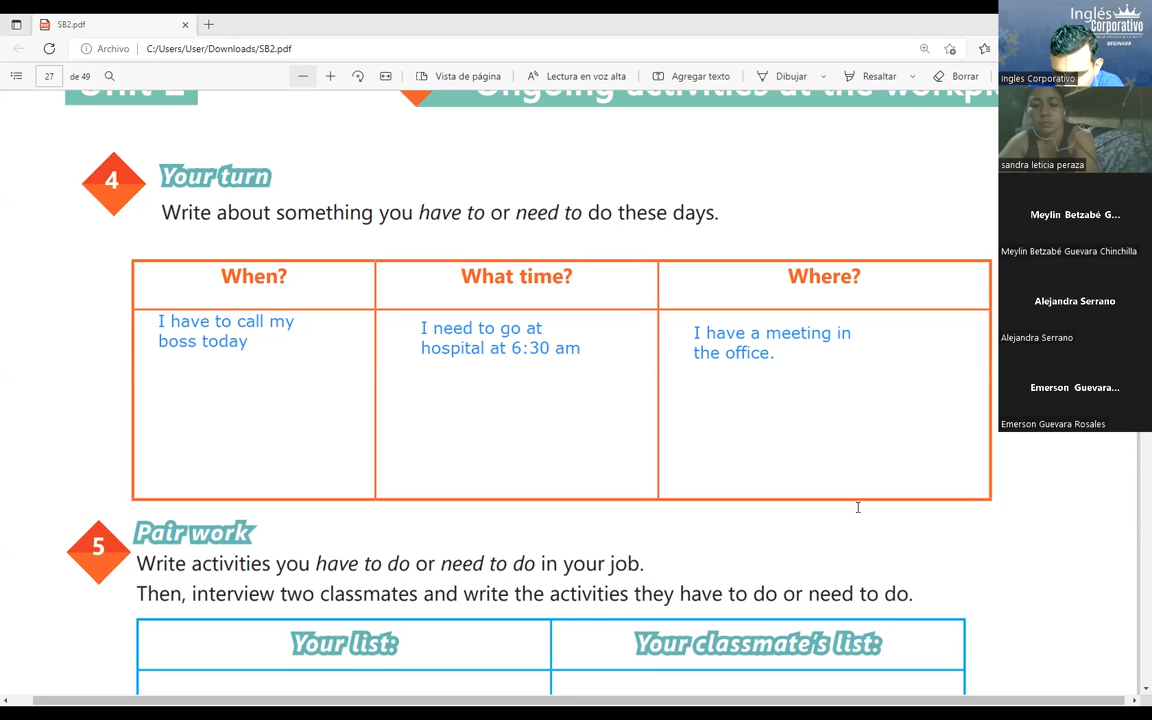 SB2.pdf
Archivo
C:/Users/User/Downloads/SB2.pdf
27
de 49
Vista de página
Lectura en voz alta
Agregar texto
Dibujar
Resaltar
Borrar
Inglés
Corporativo
BEGINNER
Ingles Corporativo
sandra leticia peraza
Meylin Betzabé G...
Meylin Betzabé Guevara Chinchilla
Alejandra Serrano
Alejandra Serrano
Emerson Guevara...
Emerson Guevara Rosales
Ongoing activities at the workpl
4
Your turn
Write about something you have to or need to do these days.
When?
What time?
Where?
I have to call my
boss today
I need to go at
hospital at 6:30 am
I have a meeting in
the office.
5
Pair work
Write activities you have to do or need to do in your job.
Then, interview two classmates and write the activities they have to do or need to do.
Your list:
Your classmate's list: